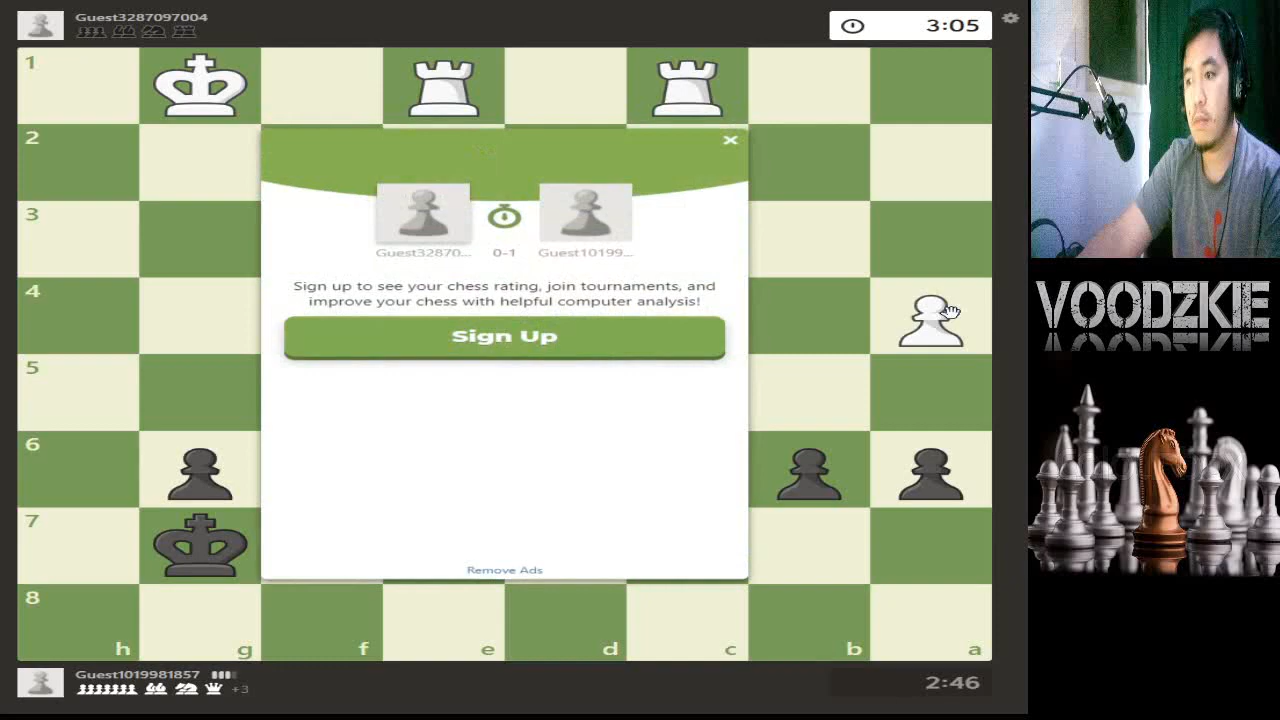 Guest3287097004
3:05
1
2
3
4
5
6
7
8
×
Guest32870...
0-1
Guest10199...
Sign up to see your chess rating, join tournaments, and
improve your chess with helpful computer analysis!
Sign Up
Remove Ads
h g f e d c b a
Guest1019981857
+3
2:46
VOODZKIE